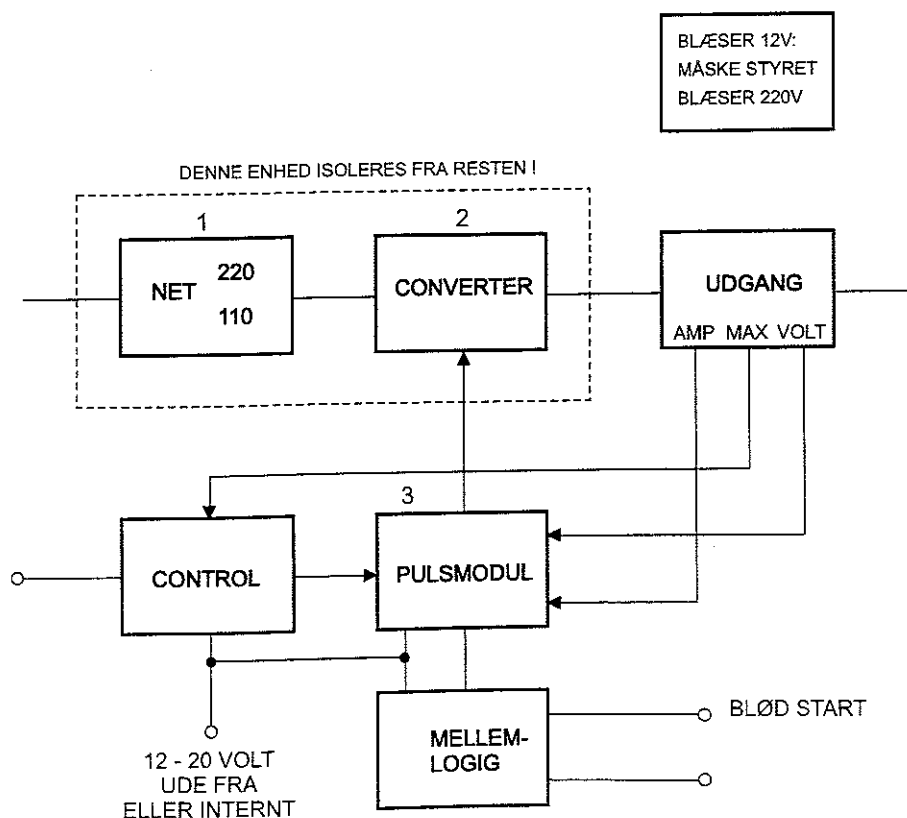 BLÆSER 12V:
MÅSKE STYRET
BLÆSER 220V
DENNE ENHED ISOLERES FRA RESTEN !
1
2
NET 220
110
CONVERTER
UDGANG
AMP MAX VOLT
3
CONTROL
PULSMODUL
MELLEM-
LOGIG
BLØD START
12 - 20 VOLT
UDE FRA
ELLER INTERNT